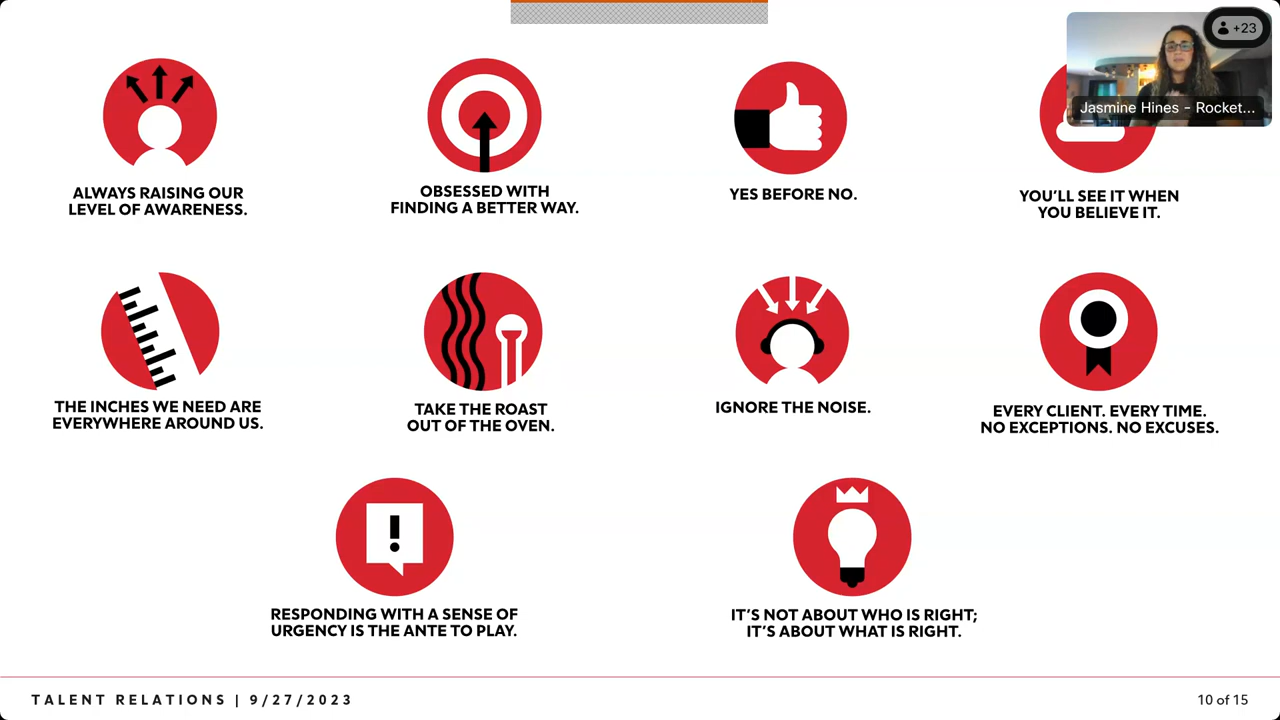 +23
Jasmine Hines - Rocket...
ALWAYS RAISING OUR
LEVEL OF AWARENESS.
OBSESSED WITH
FINDING A BETTER WAY.
YES BEFORE NO.
YOU'LL SEE IT WHEN
YOU BELIEVE IT.
THE INCHES WE NEED ARE
EVERYWHERE AROUND US.
TAKE THE ROAST
OUT OF THE OVEN.
IGNORE THE NOISE.
EVERY CLIENT. EVERY TIME.
NO EXCEPTIONS. NO EXCUSES.
RESPONDING WITH A SENSE OF
URGENCY IS THE ANTE TO PLAY.
IT'S NOT ABOUT WHO IS RIGHT;
IT'S ABOUT WHAT IS RIGHT.
TALENT RELATIONS | 9/27/2023
10 of 15